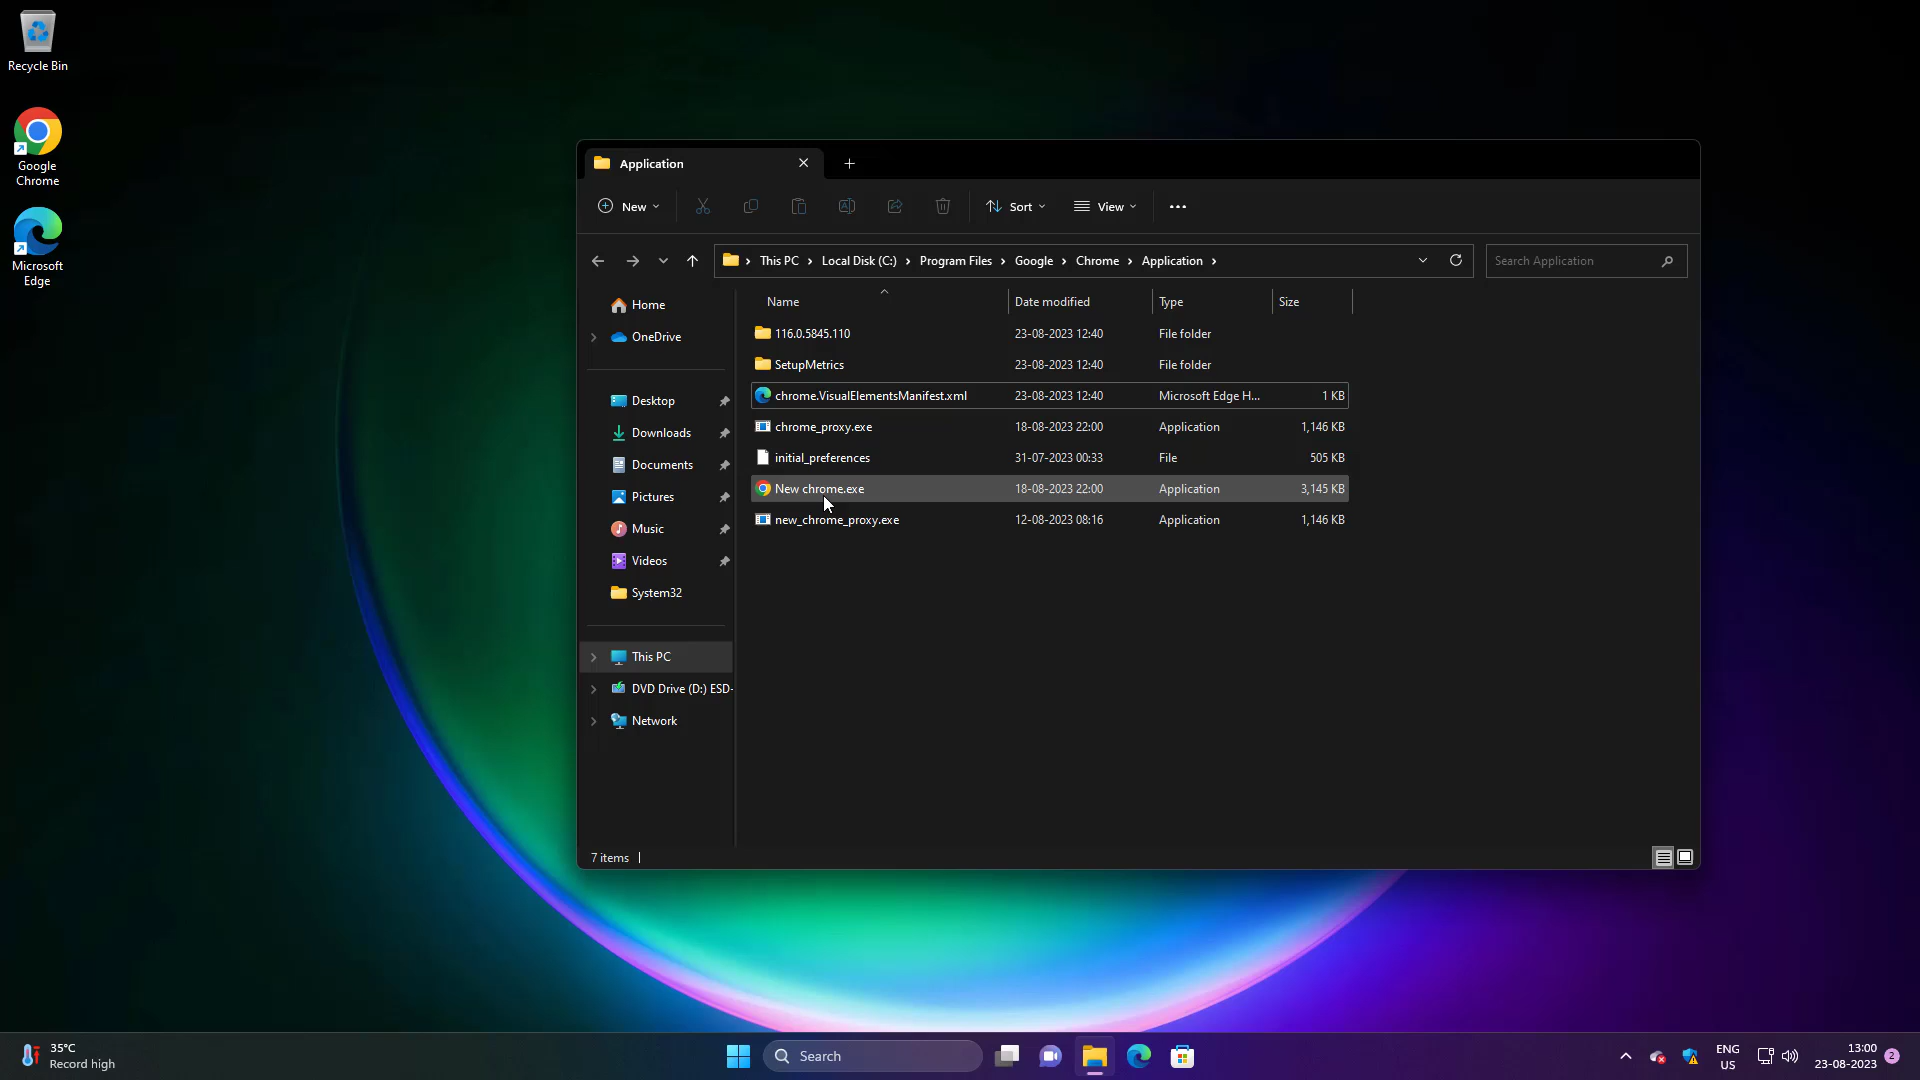 Recycle Bin
Google
Chrome
Microsoft
Edge
Application
New
Sort
View
This PC
Local Disk (C:)
Program Files
Google
Chrome
Application
Search Application
Name
Date modified
Type
Size
Home
OneDrive
Desktop
Downloads
Documents
Pictures
Music
Videos
System32
This PC
DVD Drive (D:) ESD-
Network
116.0.5845.110 23-08-2023 12:40 File folder
SetupMetrics 23-08-2023 12:40 File folder
chrome.VisualElementsManifest.xml 23-08-2023 12:40 Microsoft Edge H... 1 KB
chrome_proxy.exe 18-08-2023 22:00 Application 1,146 KB
initial_preferences 31-07-2023 00:33 File 505 KB
New chrome.exe 18-08-2023 22:00 Application 3,145 KB
new_chrome_proxy.exe 12-08-2023 08:16 Application 1,146 KB
7 items
35°C
Record high
Search
ENG
US
13:00
23-08-2023
2